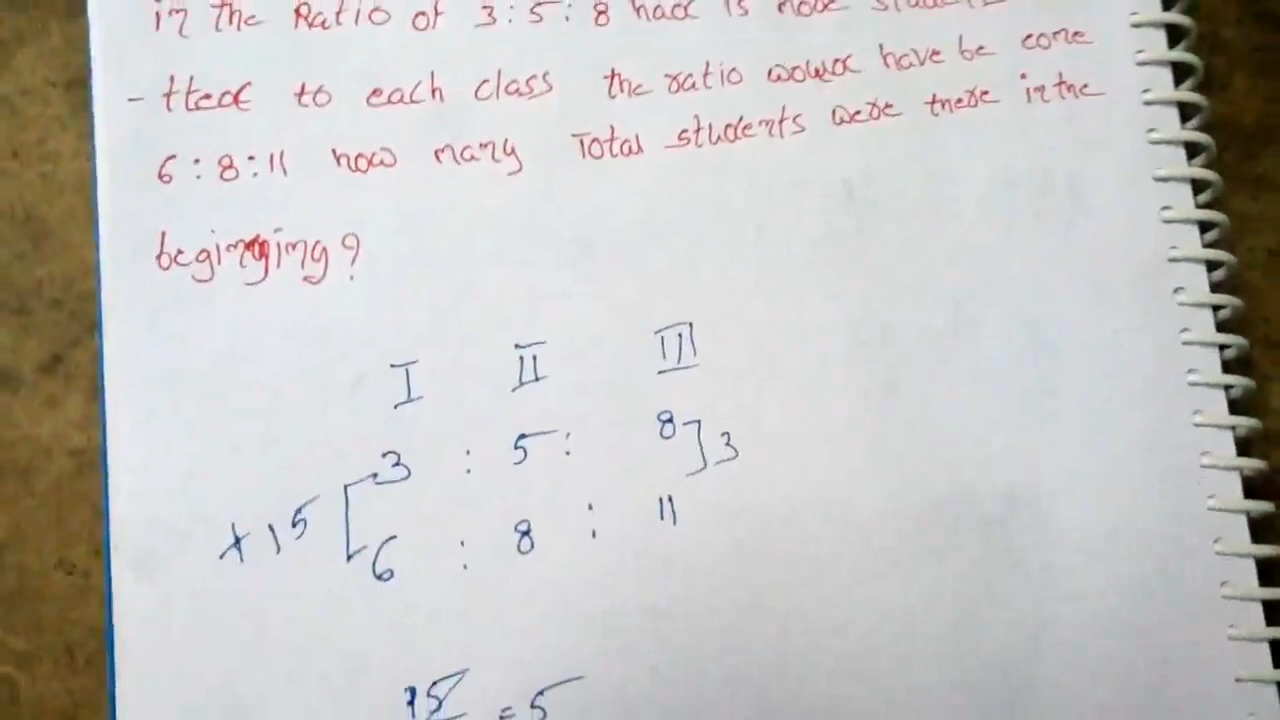 in the Ratio of 3:5:8 had 15 more
- tted to each class the ratio would have be come
6:8:11 how many Total students were there in the
beginging?
I II III
3 : 5 : 8 ] 3
+15 [
6 : 8 : 11
15 = 5